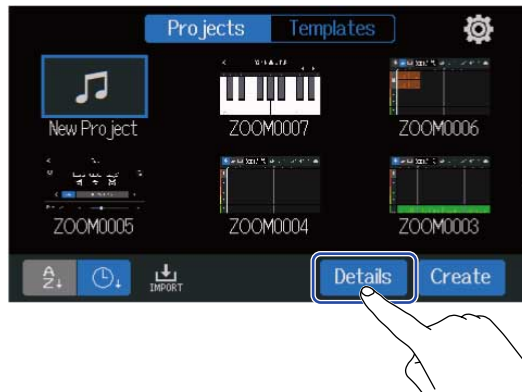 Projects Templates
New Project
ZOOM0007
ZOOM0006
ZOOM0005
ZOOM0004
ZOOM0003
A
Z
IMPORT
Details
Create